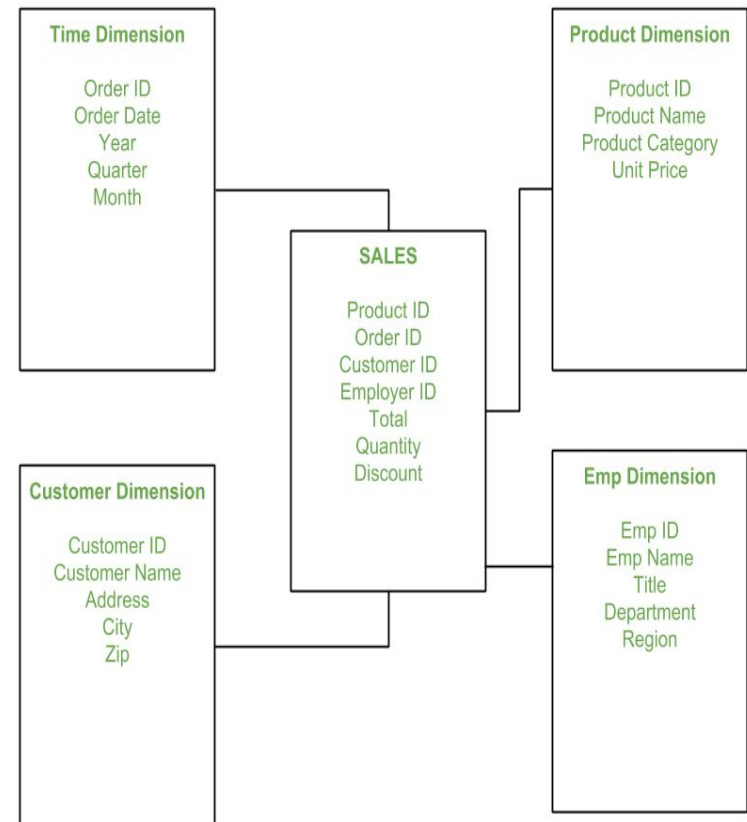 Time Dimension
Order ID
Order Date
Year
Quarter
Month
Product Dimension
Product ID
Product Name
Product Category
Unit Price
SALES
Product ID
Order ID
Customer ID
Employer ID
Total
Quantity
Discount
Customer Dimension
Customer ID
Customer Name
Address
City
Zip
Emp Dimension
Emp ID
Emp Name
Title
Department
Region